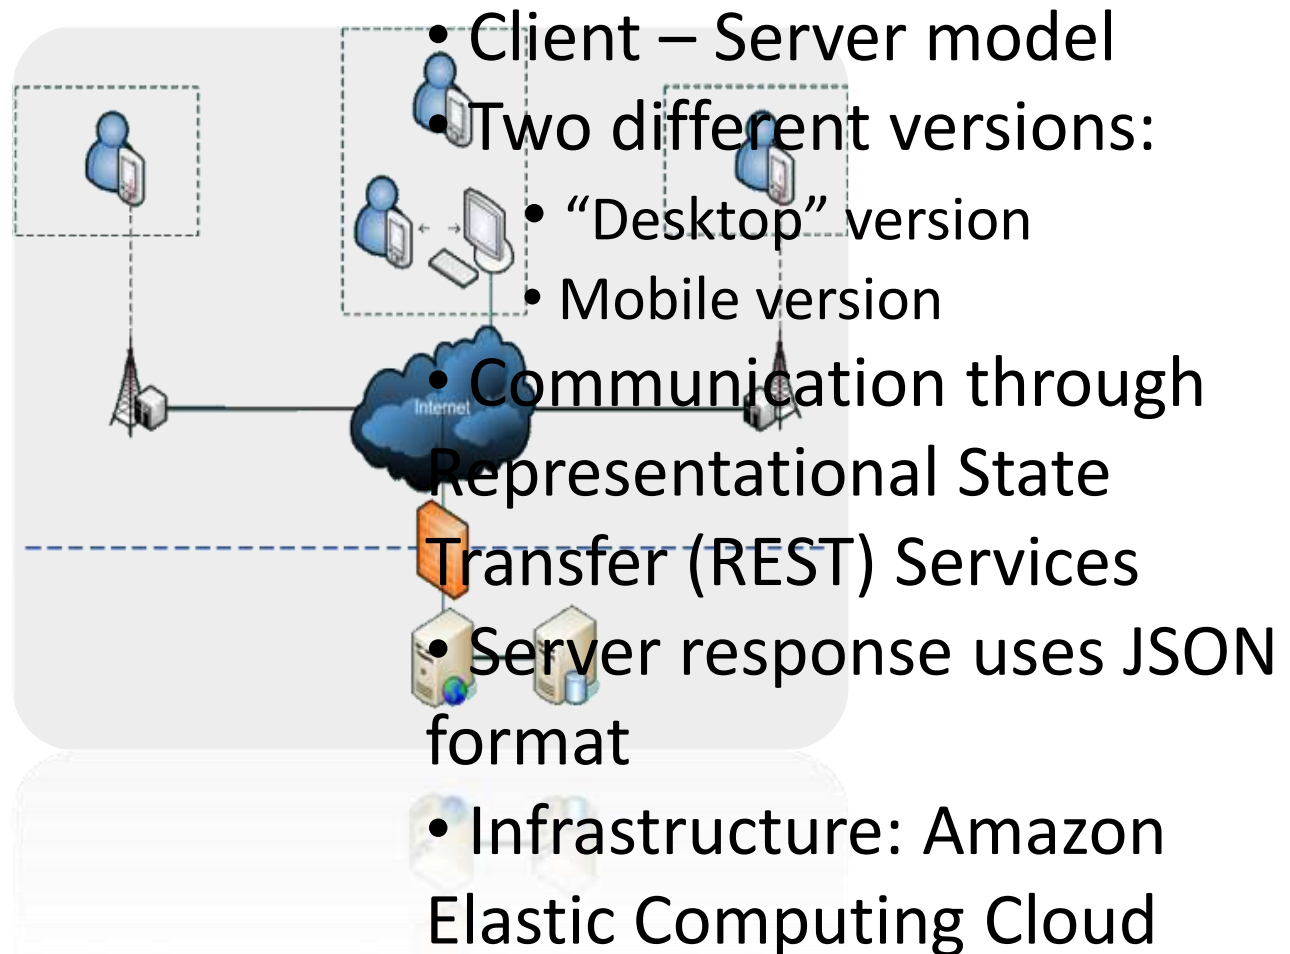 • Client – Server model
• Two different versions:
• “Desktop” version
• Mobile version
• Communication through
Internet
Representational State
Transfer (REST) Services
• Server response uses JSON
format
• Infrastructure: Amazon
Elastic Computing Cloud